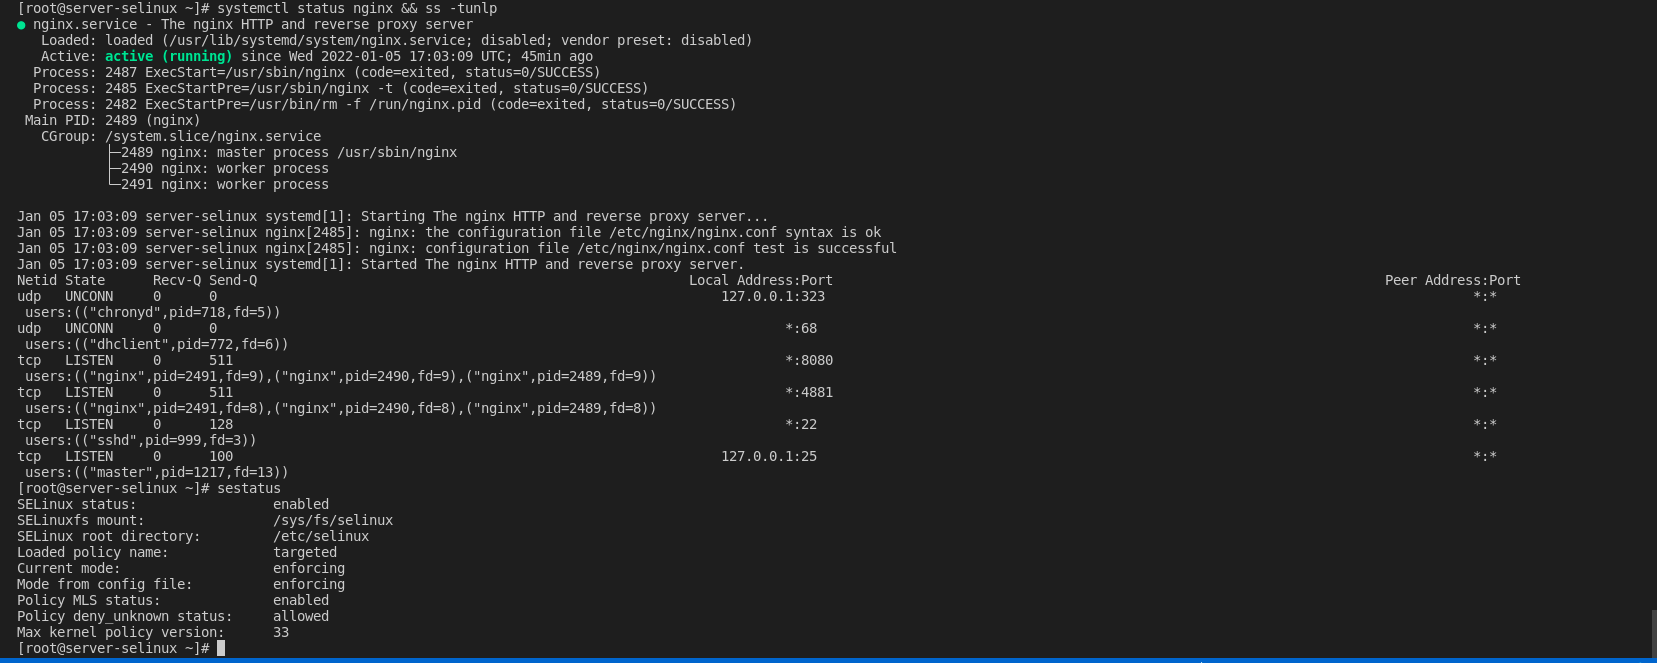 [root@server-selinux ~]# systemctl status nginx && ss -tunlp
● nginx.service - The nginx HTTP and reverse proxy server
   Loaded: loaded (/usr/lib/systemd/system/nginx.service; disabled; vendor preset: disabled)
   Active: active (running) since Wed 2022-01-05 17:03:09 UTC; 45min ago
  Process: 2487 ExecStart=/usr/sbin/nginx (code=exited, status=0/SUCCESS)
  Process: 2485 ExecStartPre=/usr/sbin/nginx -t (code=exited, status=0/SUCCESS)
  Process: 2482 ExecStartPre=/usr/bin/rm -f /run/nginx.pid (code=exited, status=0/SUCCESS)
 Main PID: 2489 (nginx)
   CGroup: /system.slice/nginx.service
           ├─2489 nginx: master process /usr/sbin/nginx
           ├─2490 nginx: worker process
           └─2491 nginx: worker process

Jan 05 17:03:09 server-selinux systemd[1]: Starting The nginx HTTP and reverse proxy server...
Jan 05 17:03:09 server-selinux nginx[2485]: nginx: the configuration file /etc/nginx/nginx.conf syntax is ok
Jan 05 17:03:09 server-selinux nginx[2485]: nginx: configuration file /etc/nginx/nginx.conf test is successful
Jan 05 17:03:09 server-selinux systemd[1]: Started The nginx HTTP and reverse proxy server.
Netid State      Recv-Q Send-Q   Local Address:Port   Peer Address:Port
udp   UNCONN     0      0   127.0.0.1:323   *:*
 users:(("chronyd",pid=718,fd=5))
udp   UNCONN     0      0   *:68   *:*
 users:(("dhclient",pid=772,fd=6))
tcp   LISTEN     0      511   *:8080   *:*
 users:(("nginx",pid=2491,fd=9),("nginx",pid=2490,fd=9),("nginx",pid=2489,fd=9))
tcp   LISTEN     0      511   *:4881   *:*
 users:(("nginx",pid=2491,fd=8),("nginx",pid=2490,fd=8),("nginx",pid=2489,fd=8))
tcp   LISTEN     0      128   *:22   *:*
 users:(("sshd",pid=999,fd=3))
tcp   LISTEN     0      100   127.0.0.1:25   *:*
 users:(("master",pid=1217,fd=13))
[root@server-selinux ~]# sestatus
SELinux status:                 enabled
SELinuxfs mount:                /sys/fs/selinux
SELinux root directory:         /etc/selinux
Loaded policy name:             targeted
Current mode:                   enforcing
Mode from config file:          enforcing
Policy MLS status:              enabled
Policy deny_unknown status:     allowed
Max kernel policy version:      33
[root@server-selinux ~]#